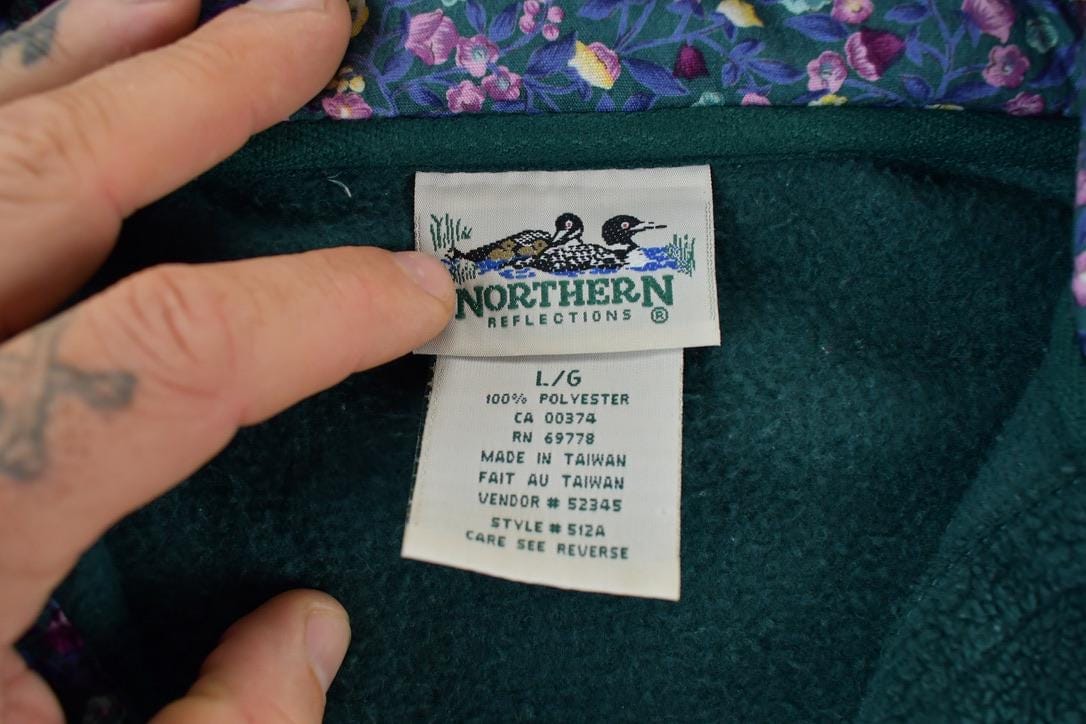 NORTHERN
REFLECTIONS ®
L/G
100% POLYESTER
CA 00374
RN 69778
MADE IN TAIWAN
FAIT AU TAIWAN
VENDOR # 52345
STYLE # 512A
CARE SEE REVERSE